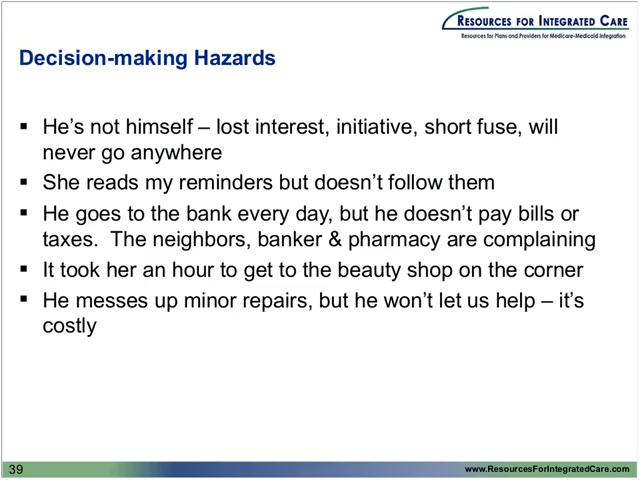 RESOURCES FOR INTEGRATED CARE
Resources for Plans and Providers for Medicare-Medicaid Integration
Decision-making Hazards
▪ He’s not himself – lost interest, initiative, short fuse, will
never go anywhere
▪ She reads my reminders but doesn’t follow them
▪ He goes to the bank every day, but he doesn’t pay bills or
taxes.  The neighbors, banker & pharmacy are complaining
▪ It took her an hour to get to the beauty shop on the corner
▪ He messes up minor repairs, but he won’t let us help – it’s
costly
39
www.ResourcesForIntegratedCare.com